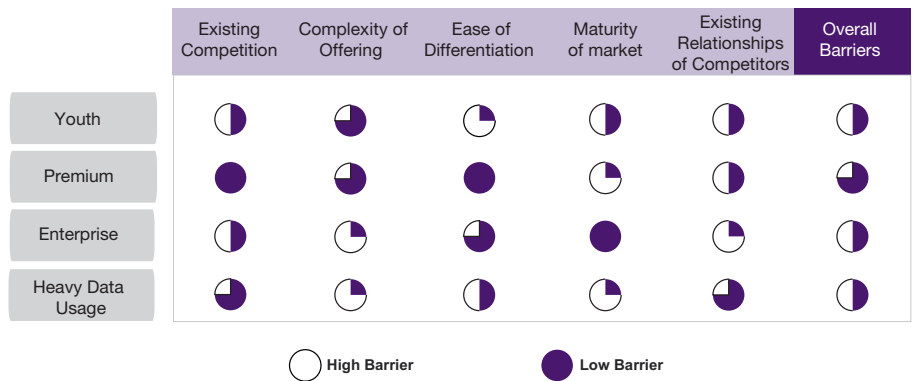 Existing
Competition
Complexity of
Offering
Ease of
Differentiation
Maturity
of market
Existing
Relationships
of Competitors
Overall
Barriers
Youth
Premium
Enterprise
Heavy Data
Usage
High Barrier
Low Barrier